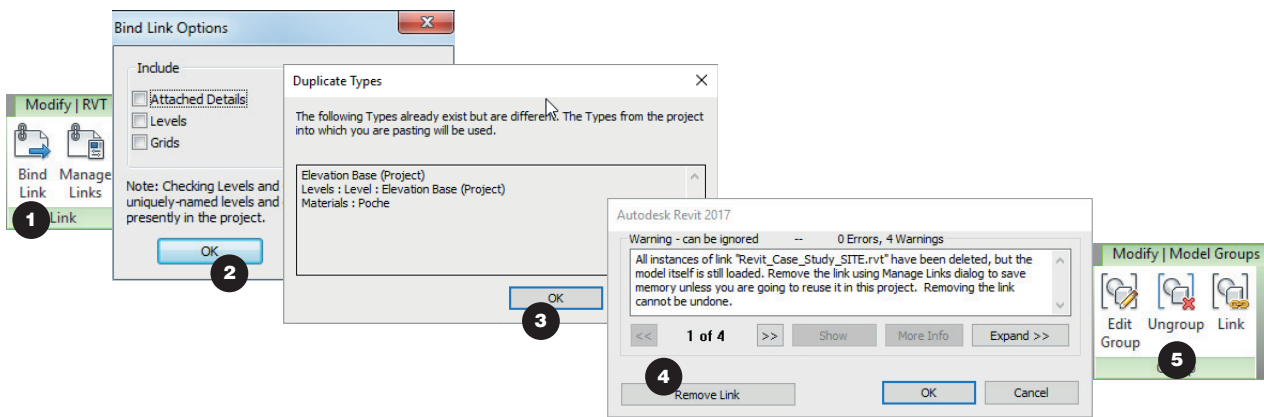 Modify | RVT
Bind Link
Manage Links
Link
1
Bind Link Options
Include
Attached Details
Levels
Grids
Note: Checking Levels and
uniquely-named levels and
presently in the project.
OK
2
Duplicate Types
The following Types already exist but are different. The Types from the project
into which you are pasting will be used.
Elevation Base (Project)
Levels : Level : Elevation Base (Project)
Materials : Poche
OK
3
Autodesk Revit 2017
Warning - can be ignored -- 0 Errors, 4 Warnings
All instances of link "Revit_Case_Study_SITE.rvt" have been deleted, but the
model itself is still loaded. Remove the link using Manage Links dialog to save
memory unless you are going to reuse it in this project. Removing the link
cannot be undone.
<< 1 of 4 >> Show More Info Expand >>
4
Remove Link OK Cancel
Modify | Model Groups
Edit Group
Ungroup
Link
5